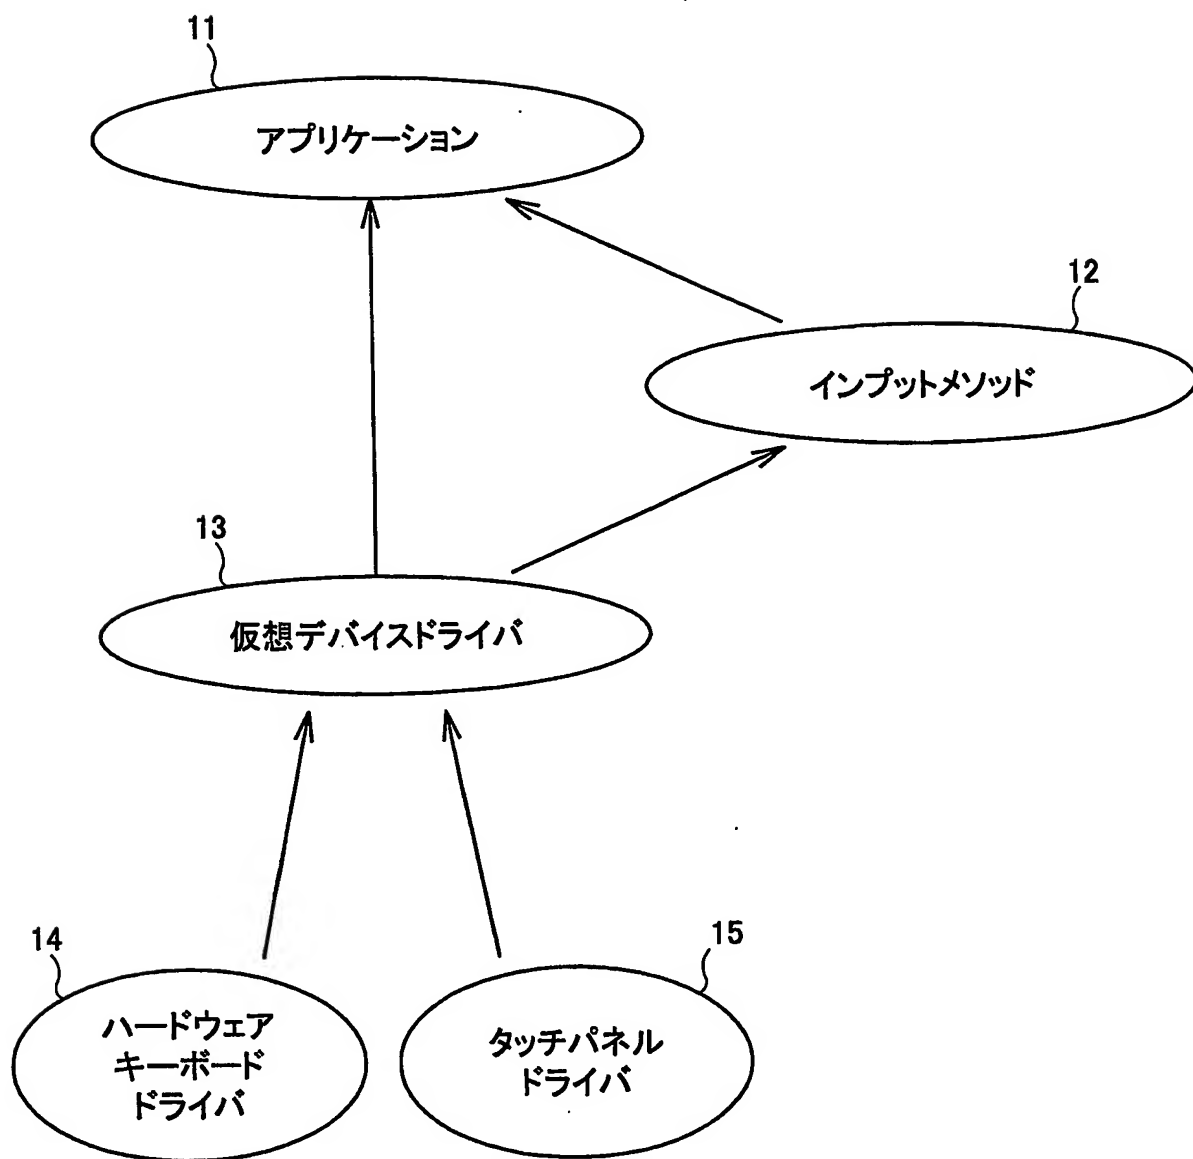 11
アプリケーション
12
インプットメソッド
13
仮想デバイスドライバ
14
ハードウェア
キーボード
ドライバ
15
タッチパネル
ドライバ